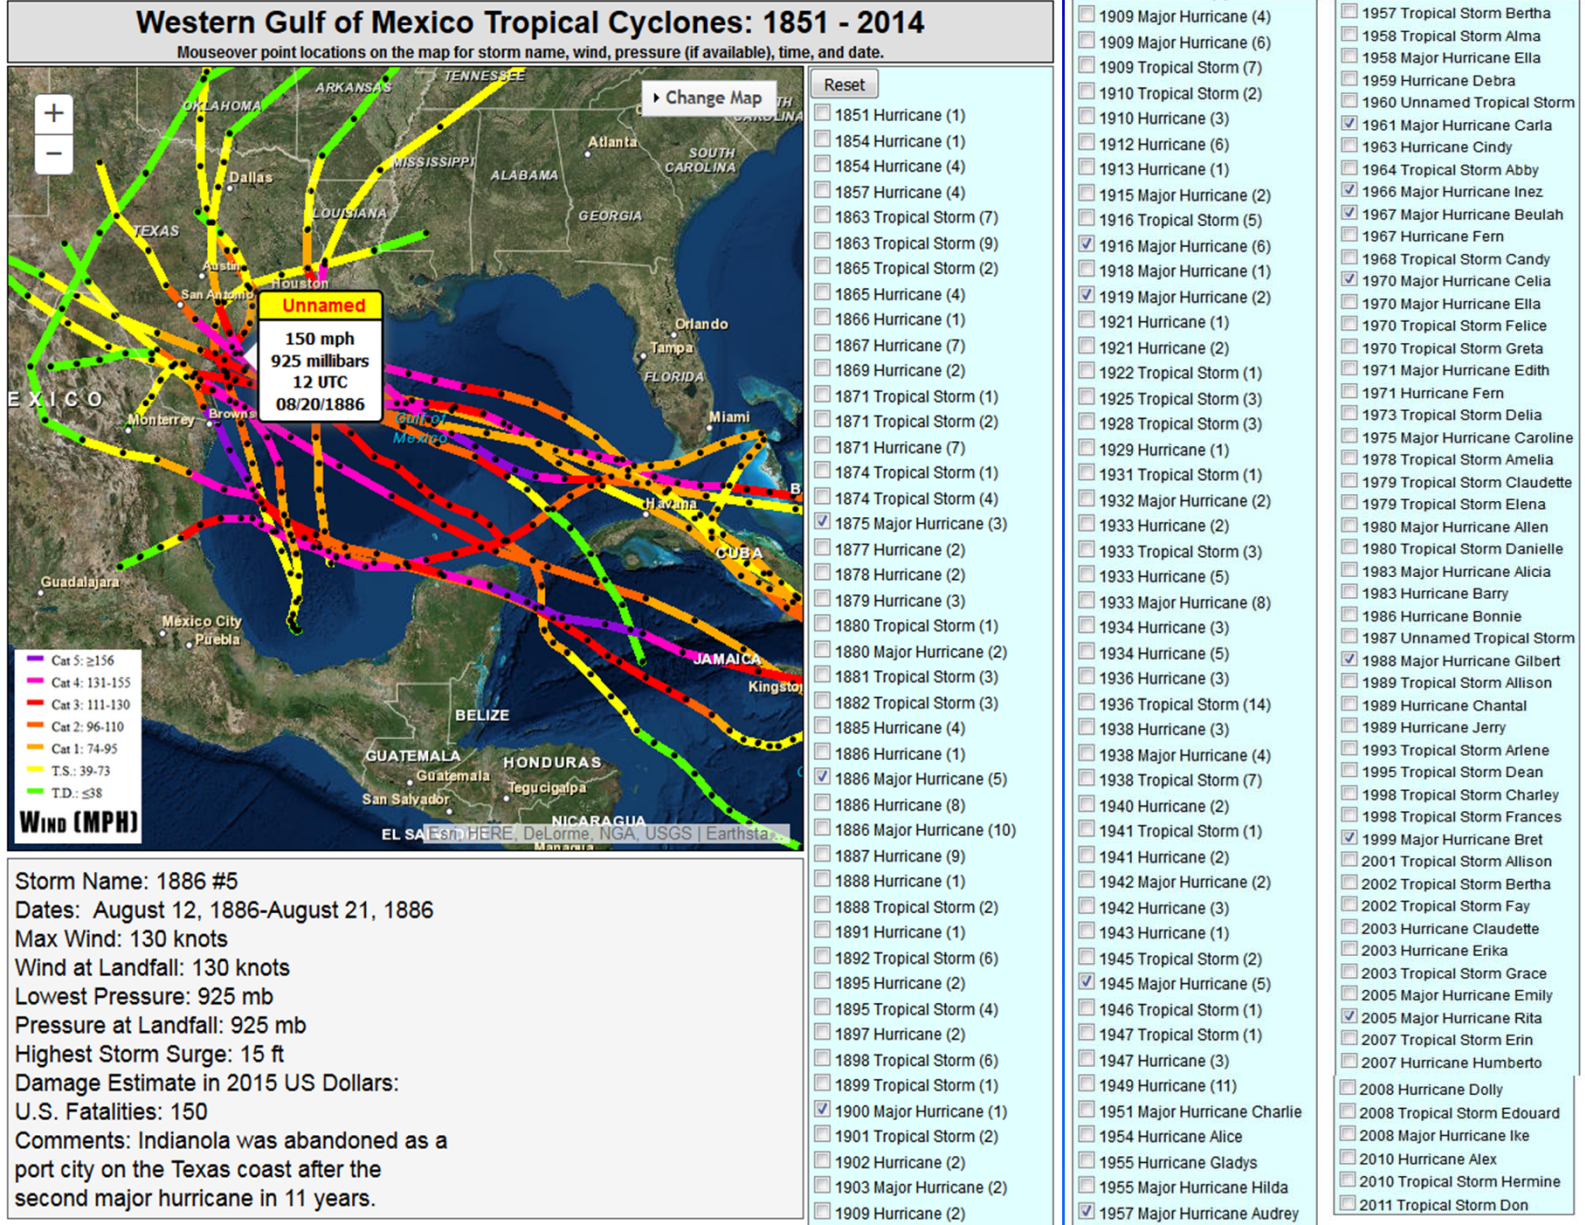 Western Gulf of Mexico Tropical Cyclones: 1851 - 2014
Mouseover point locations on the map for storm name, wind, pressure (if available), time, and date.
+
−
Change Map
OKLAHOMA
ARKANSAS
TENNESSEE
Atlanta
MISSISSIPPI
ALABAMA
SOUTH
CAROLINA
Dallas
LOUISIANA
GEORGIA
TEXAS
Austin
San Antonio
Houston
Unnamed
150 mph
925 millibars
12 UTC
08/20/1886
Orlando
Tampa
FLORIDA
EXICO
Monterrey
Browns
Gulf of
Mexico
Miami
Havana
CUBA
Guadalajara
México City
Puebla
JAMAICA
Kingsto
BELIZE
GUATEMALA
Guatemala
HONDURAS
Tegucigalpa
San Salvador
NICARAGUA
EL SA
Managua
Esri, HERE, DeLorme, NGA, USGS | Earthsta...
Cat 5: ≥156
Cat 4: 131-155
Cat 3: 111-130
Cat 2: 96-110
Cat 1: 74-95
T.S.: 39-73
T.D.: ≤38
WIND (MPH)
Storm Name: 1886 #5
Dates: August 12, 1886-August 21, 1886
Max Wind: 130 knots
Wind at Landfall: 130 knots
Lowest Pressure: 925 mb
Pressure at Landfall: 925 mb
Highest Storm Surge: 15 ft
Damage Estimate in 2015 US Dollars:
U.S. Fatalities: 150
Comments: Indianola was abandoned as a
port city on the Texas coast after the
second major hurricane in 11 years.
Reset
1851 Hurricane (1)
1854 Hurricane (1)
1854 Hurricane (4)
1857 Hurricane (4)
1863 Tropical Storm (7)
1863 Tropical Storm (9)
1865 Tropical Storm (2)
1865 Hurricane (4)
1866 Hurricane (1)
1867 Hurricane (7)
1869 Hurricane (2)
1871 Tropical Storm (1)
1871 Tropical Storm (2)
1871 Hurricane (7)
1874 Tropical Storm (1)
1874 Tropical Storm (4)
1875 Major Hurricane (3)
1877 Hurricane (2)
1878 Hurricane (2)
1879 Hurricane (3)
1880 Tropical Storm (1)
1880 Major Hurricane (2)
1881 Tropical Storm (3)
1882 Tropical Storm (3)
1885 Hurricane (4)
1886 Hurricane (1)
1886 Major Hurricane (5)
1886 Hurricane (8)
1886 Major Hurricane (10)
1887 Hurricane (9)
1888 Hurricane (1)
1888 Tropical Storm (2)
1891 Hurricane (1)
1892 Tropical Storm (6)
1895 Hurricane (2)
1895 Tropical Storm (4)
1897 Hurricane (2)
1898 Tropical Storm (6)
1899 Tropical Storm (1)
1900 Major Hurricane (1)
1901 Tropical Storm (2)
1902 Hurricane (2)
1903 Major Hurricane (2)
1909 Hurricane (2)
1909 Major Hurricane (4)
1909 Major Hurricane (6)
1909 Tropical Storm (7)
1910 Tropical Storm (2)
1910 Hurricane (3)
1912 Hurricane (6)
1913 Hurricane (1)
1915 Major Hurricane (2)
1916 Tropical Storm (5)
1916 Major Hurricane (6)
1918 Major Hurricane (1)
1919 Major Hurricane (2)
1921 Hurricane (1)
1921 Hurricane (2)
1922 Tropical Storm (1)
1925 Tropical Storm (3)
1928 Tropical Storm (3)
1929 Hurricane (1)
1931 Tropical Storm (1)
1932 Major Hurricane (2)
1933 Hurricane (2)
1933 Tropical Storm (3)
1933 Hurricane (5)
1933 Major Hurricane (8)
1934 Hurricane (3)
1934 Hurricane (5)
1936 Hurricane (3)
1936 Tropical Storm (14)
1938 Hurricane (3)
1938 Major Hurricane (4)
1938 Tropical Storm (7)
1940 Hurricane (2)
1941 Tropical Storm (1)
1941 Hurricane (2)
1942 Major Hurricane (2)
1942 Hurricane (3)
1943 Hurricane (1)
1945 Tropical Storm (2)
1945 Major Hurricane (5)
1946 Tropical Storm (1)
1947 Tropical Storm (1)
1947 Hurricane (3)
1949 Hurricane (11)
1951 Major Hurricane Charlie
1954 Hurricane Alice
1955 Hurricane Gladys
1955 Major Hurricane Hilda
1957 Major Hurricane Audrey
1957 Tropical Storm Bertha
1958 Tropical Storm Alma
1958 Major Hurricane Ella
1959 Hurricane Debra
1960 Unnamed Tropical Storm
1961 Major Hurricane Carla
1963 Hurricane Cindy
1964 Tropical Storm Abby
1966 Major Hurricane Inez
1967 Major Hurricane Beulah
1967 Hurricane Fern
1968 Tropical Storm Candy
1970 Major Hurricane Celia
1970 Major Hurricane Ella
1970 Tropical Storm Felice
1970 Tropical Storm Greta
1971 Major Hurricane Edith
1971 Hurricane Fern
1973 Tropical Storm Delia
1975 Major Hurricane Caroline
1978 Tropical Storm Amelia
1979 Tropical Storm Claudette
1979 Tropical Storm Elena
1980 Major Hurricane Allen
1980 Tropical Storm Danielle
1983 Major Hurricane Alicia
1983 Hurricane Barry
1986 Hurricane Bonnie
1987 Unnamed Tropical Storm
1988 Major Hurricane Gilbert
1989 Tropical Storm Allison
1989 Hurricane Chantal
1989 Hurricane Jerry
1993 Tropical Storm Arlene
1995 Tropical Storm Dean
1998 Tropical Storm Charley
1998 Tropical Storm Frances
1999 Major Hurricane Bret
2001 Tropical Storm Allison
2002 Tropical Storm Bertha
2002 Tropical Storm Fay
2003 Hurricane Claudette
2003 Hurricane Erika
2003 Tropical Storm Grace
2005 Major Hurricane Emily
2005 Major Hurricane Rita
2007 Tropical Storm Erin
2007 Hurricane Humberto
2008 Hurricane Dolly
2008 Tropical Storm Edouard
2008 Major Hurricane Ike
2010 Hurricane Alex
2010 Tropical Storm Hermine
2011 Tropical Storm Don